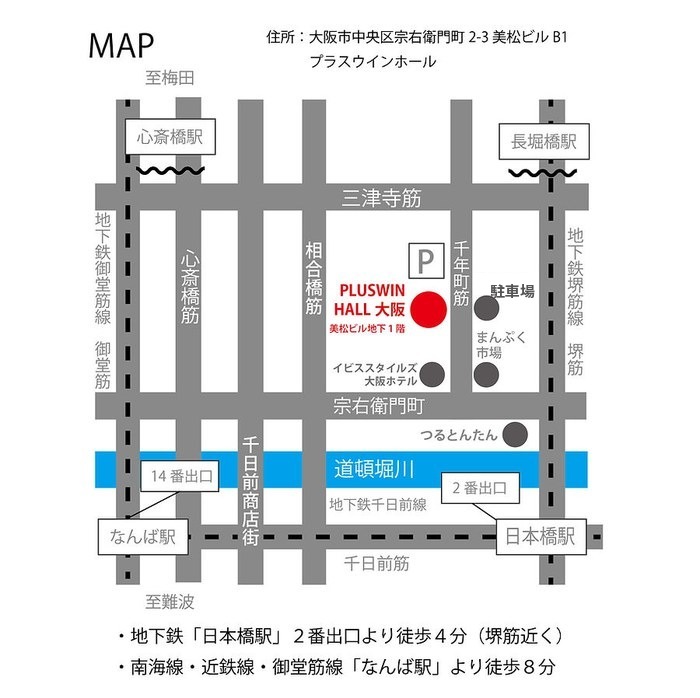 MAP
住所：大阪市中央区宗右衛門町 2-3 美松ビル B1
プラスウインホール
至梅田
心斎橋駅
長堀橋駅
三津寺筋
地下鉄御堂筋線 御堂筋
心斎橋筋
相合橋筋
P
千年町筋
地下鉄堺筋線 堺筋
PLUSWIN
HALL 大阪
美松ビル地下１階
駐車場
まんぷく
市場
イビススタイルズ
大阪ホテル
宗右衛門町
つるとんたん
千日前商店街
道頓堀川
14 番出口
2 番出口
地下鉄千日前線
なんば駅
日本橋駅
千日前筋
至難波
・地下鉄「日本橋駅」２番出口より徒歩４分（堺筋近く）
・南海線・近鉄線・御堂筋線「なんば駅」より徒歩８分